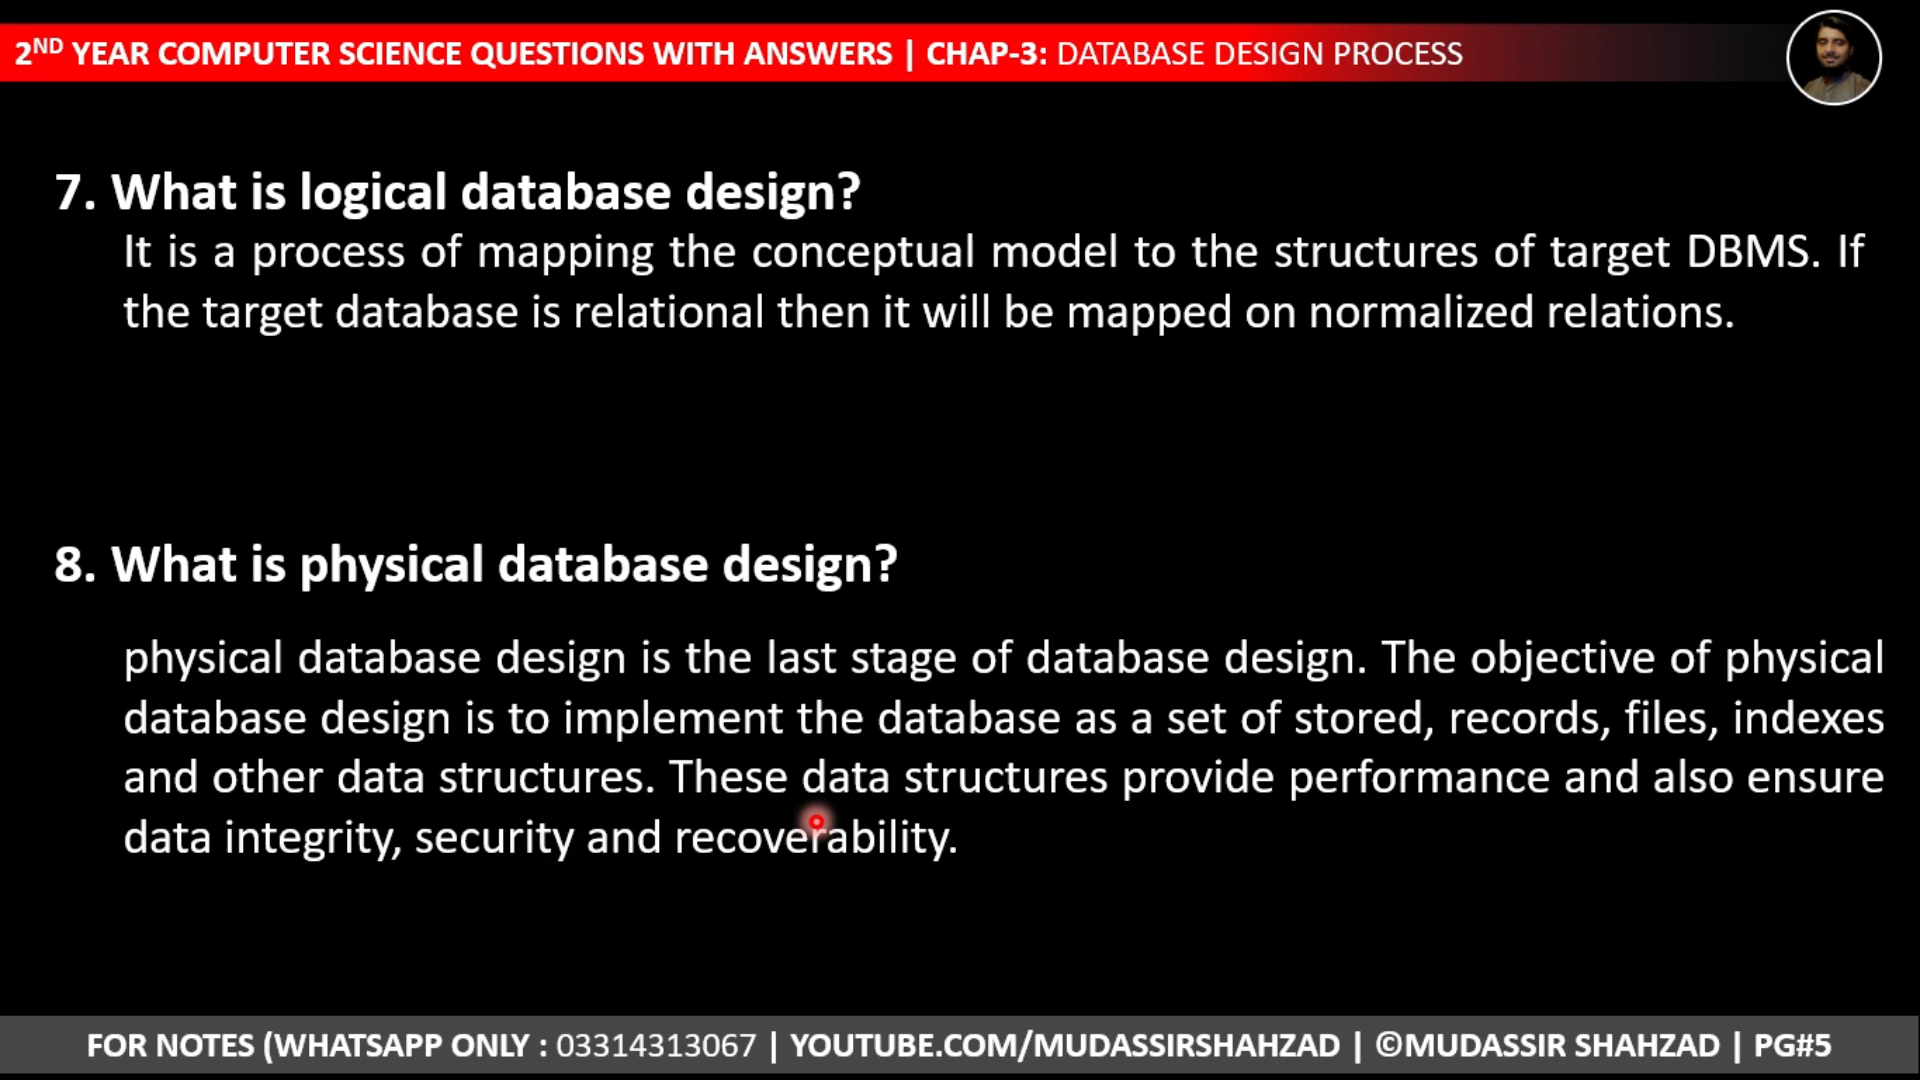 2ND YEAR COMPUTER SCIENCE QUESTIONS WITH ANSWERS | CHAP-3: DATABASE DESIGN PROCESS
7. What is logical database design?
It is a process of mapping the conceptual model to the structures of target DBMS. If
the target database is relational then it will be mapped on normalized relations.
8. What is physical database design?
physical database design is the last stage of database design. The objective of physical
database design is to implement the database as a set of stored, records, files, indexes
and other data structures. These data structures provide performance and also ensure
data integrity, security and recoverability.
FOR NOTES (WHATSAPP ONLY : 03314313067 | YOUTUBE.COM/MUDASSIRSHAHZAD | ©MUDASSIR SHAHZAD | PG#5